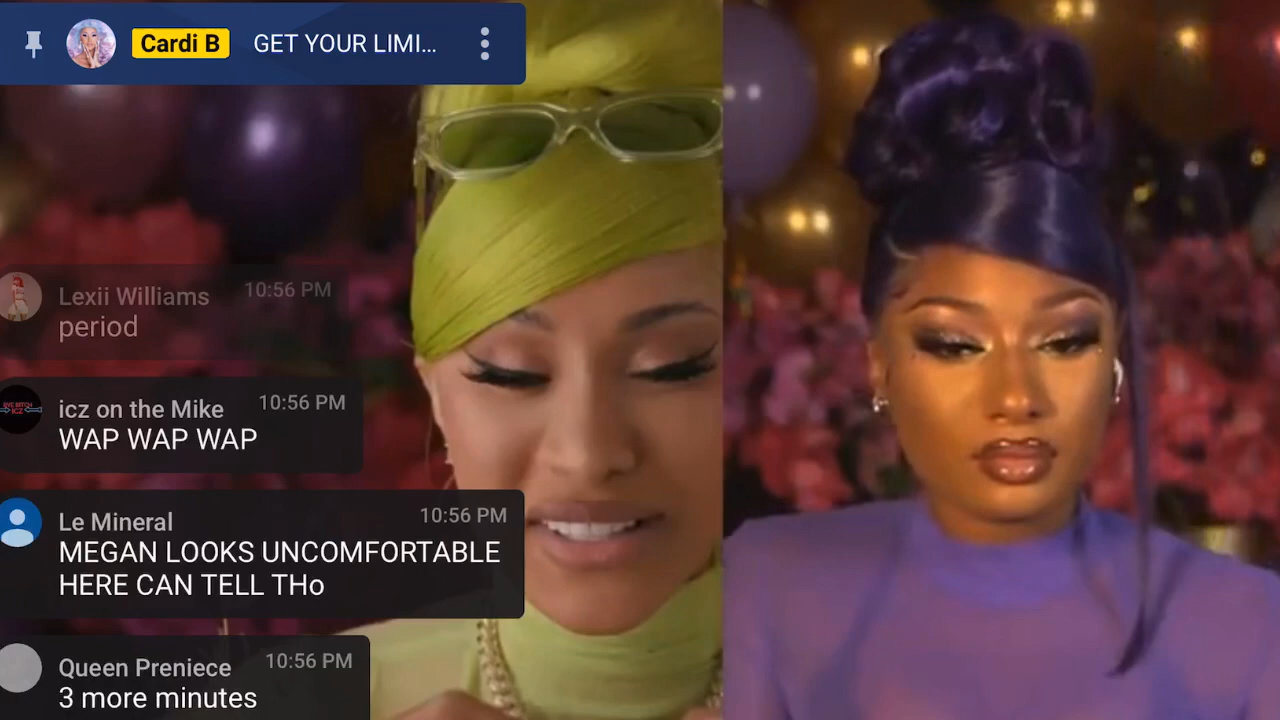 Cardi B GET YOUR LIMI...
Lexii Williams 10:56 PM
period
icz on the Mike 10:56 PM
WAP WAP WAP
Le Mineral 10:56 PM
MEGAN LOOKS UNCOMFORTABLE
HERE CAN TELL THo
Queen Preniece 10:56 PM
3 more minutes